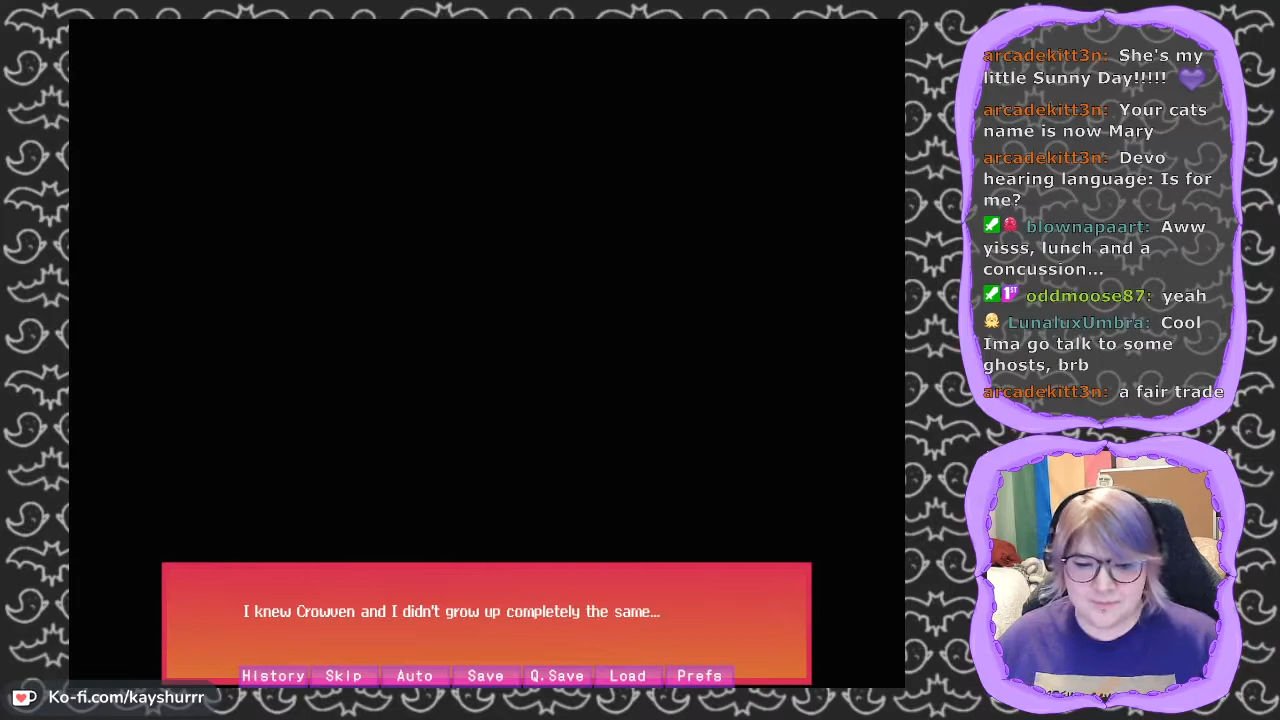 arcadekitt3n: She's my
little Sunny Day!!!!!
arcadekitt3n: Your cats
name is now Mary
arcadekitt3n: Devo
hearing language: Is for
me?
1ST
blownapaart: Aww
yisss, lunch and a
concussion...
oddmoose87: yeah
LunaluxUmbra: Cool
Ima go talk to some
ghosts, brb
arcadekitt3n: a fair trade
I knew Crowven and I didn't grow up completely the same...
History Skip Auto Save Q.Save Load Prefs
Ko-fi.com/kayshurrr